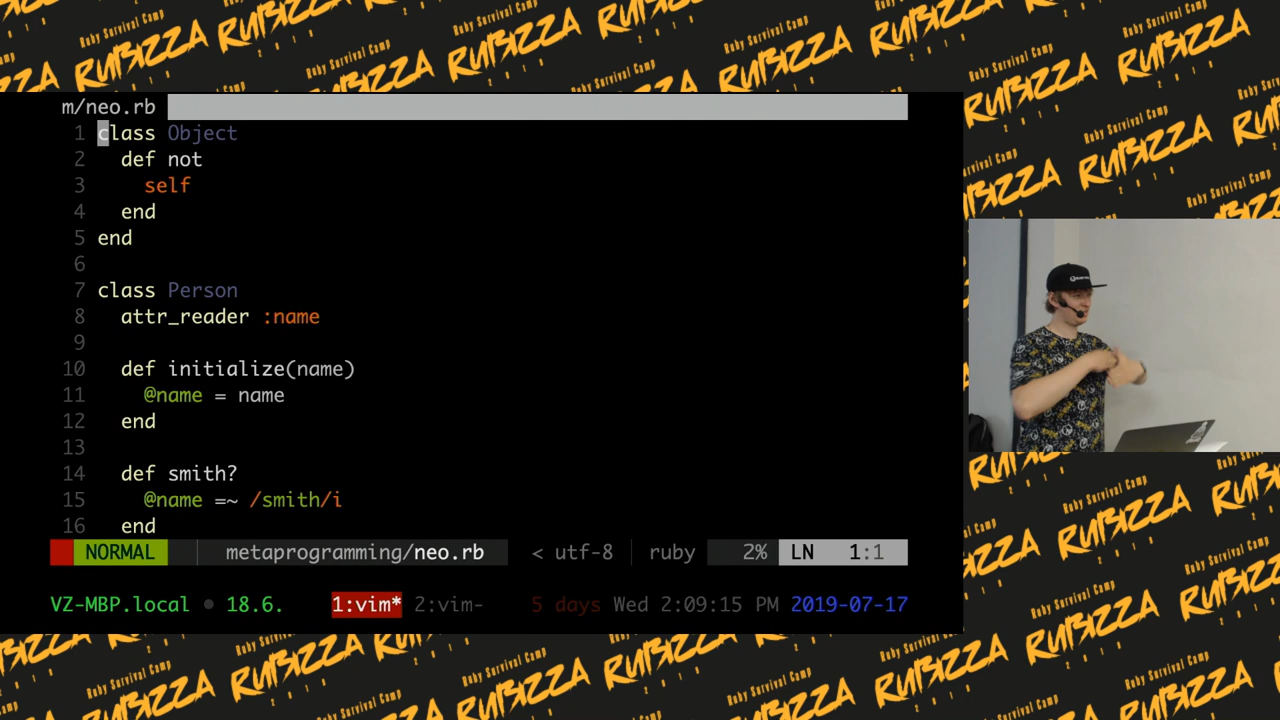 Ruby Survival Camp
RUBIZZA
2019
m/neo.rb
1 class Object
2 def not
3 self
4 end
5 end
6
7 class Person
8 attr_reader :name
9
10 def initialize(name)
11 @name = name
12 end
13
14 def smith?
15 @name =~ /smith/i
16 end
NORMAL metaprogramming/neo.rb < utf-8 ruby 2% LN 1:1
VZ-MBP.local • 18.6. 1:vim* 2:vim- 5 days Wed 2:09:15 PM 2019-07-17